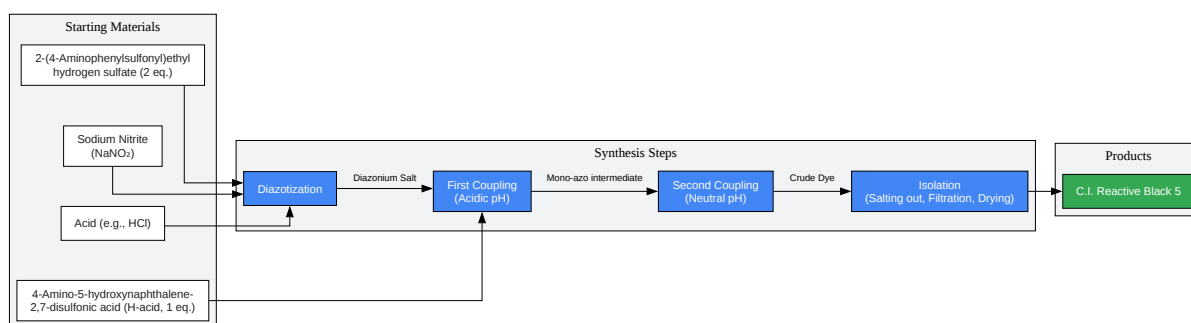 Starting Materials
2-(4-Aminophenylsulfonyl)ethyl
hydrogen sulfate (2 eq.)
Sodium Nitrite
(NaNO₂)
Acid (e.g., HCl)
4-Amino-5-hydroxynaphthalene-
2,7-disulfonic acid (H-acid, 1 eq.)
Synthesis Steps
Diazotization
Diazonium Salt
First Coupling
(Acidic pH)
Mono-azo intermediate
Second Coupling
(Neutral pH)
Crude Dye
Isolation
(Salting out, Filtration, Drying)
Products
C.I. Reactive Black 5